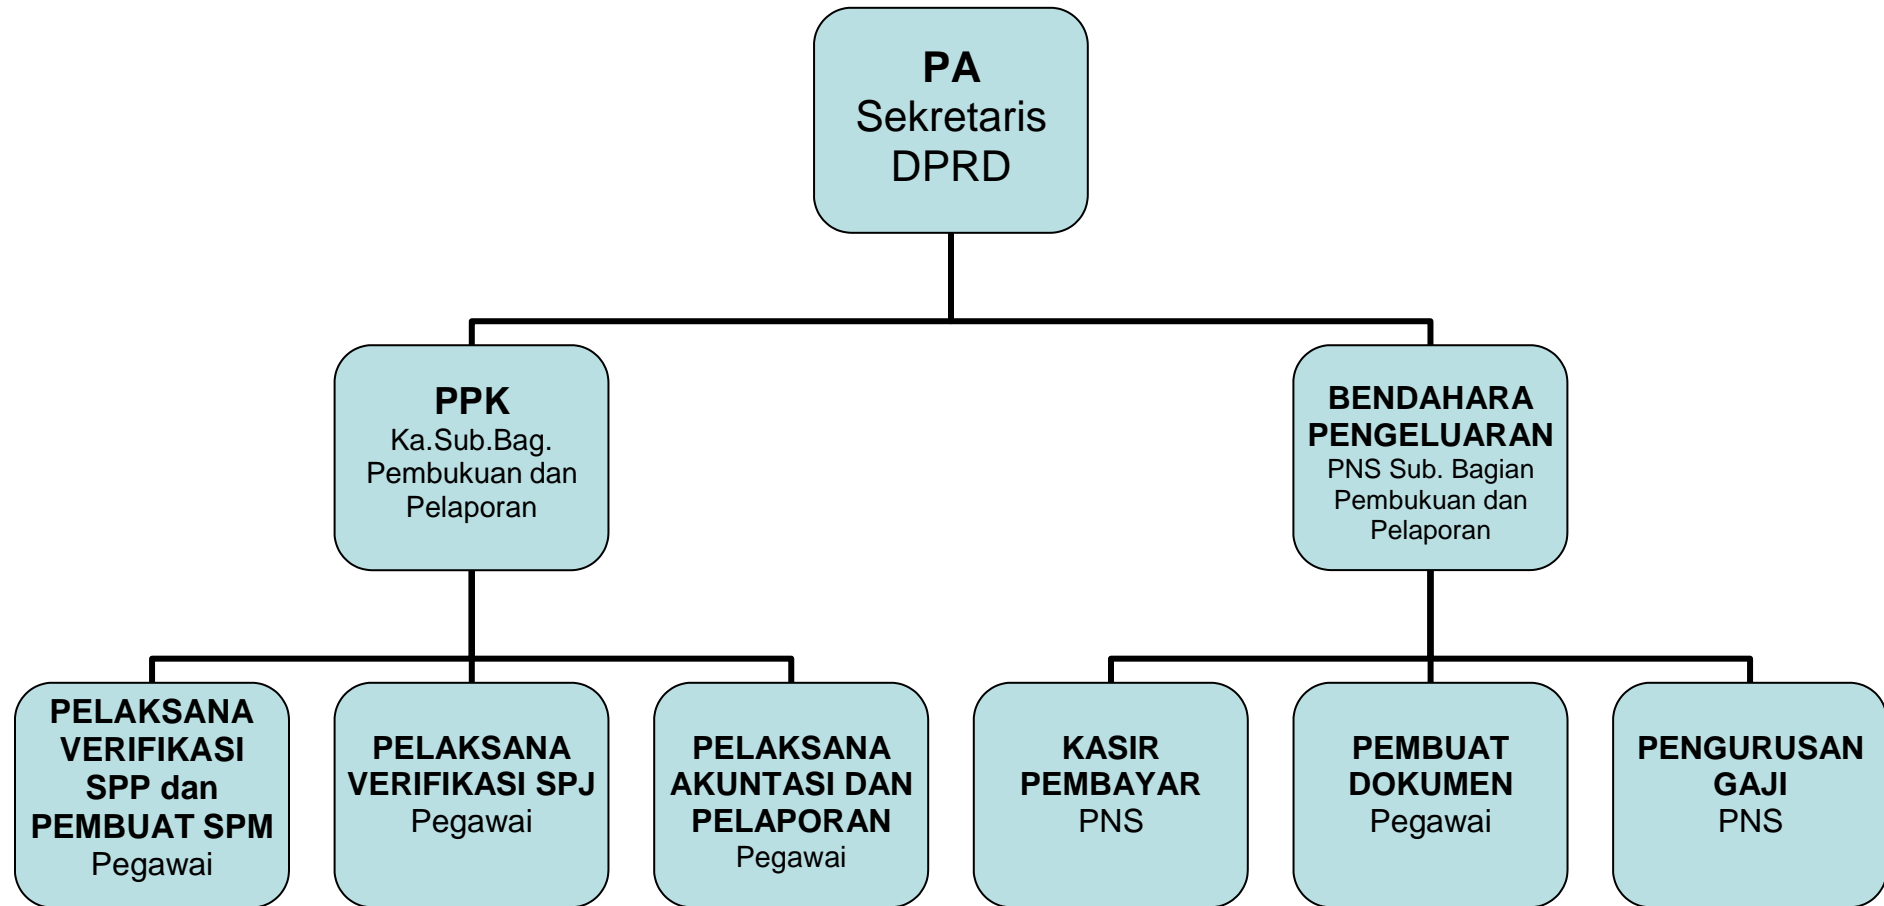 PA
Sekretaris
DPRD
PPK
Ka.Sub.Bag.
Pembukuan dan
Pelaporan
BENDAHARA
PENGELUARAN
PNS Sub. Bagian
Pembukuan dan
Pelaporan
PELAKSANA
VERIFIKASI
SPP dan
PEMBUAT SPM
Pegawai
PELAKSANA
VERIFIKASI SPJ
Pegawai
PELAKSANA
AKUNTASI DAN
PELAPORAN
Pegawai
KASIR
PEMBAYAR
PNS
PEMBUAT
DOKUMEN
Pegawai
PENGURUSAN
GAJI
PNS